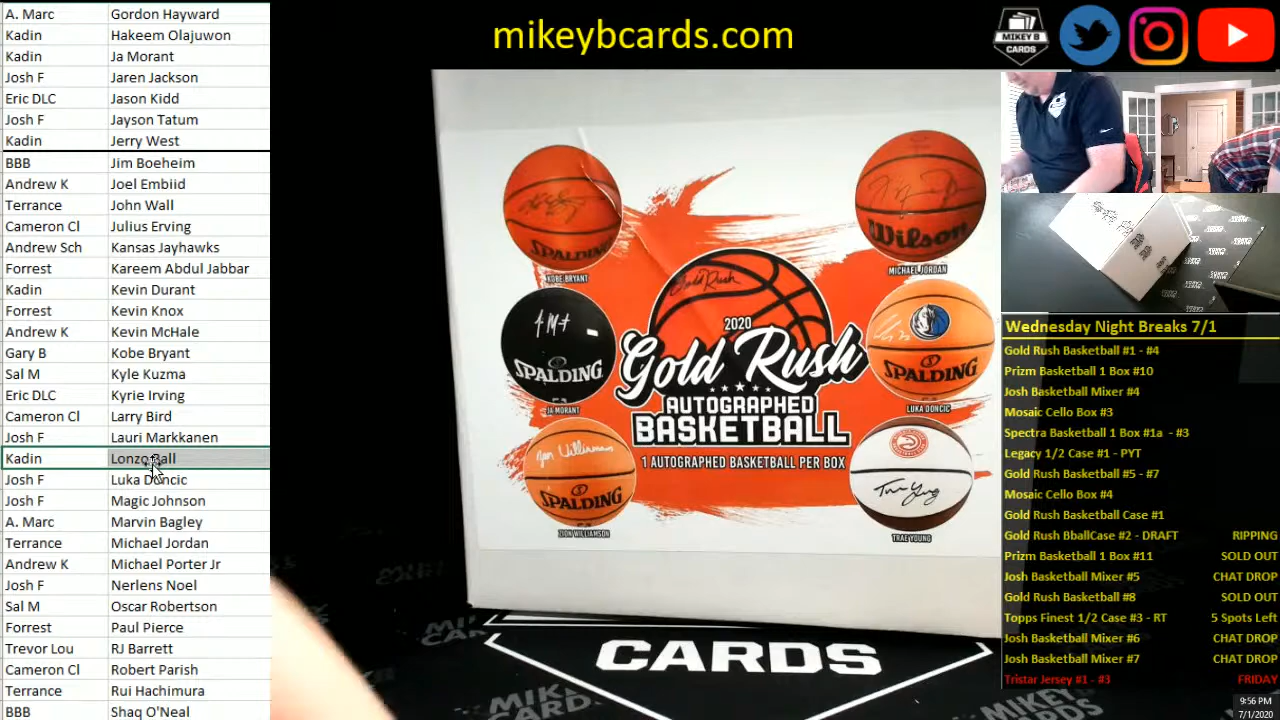 A. Marc Gordon Hayward
Kadin Hakeem Olajuwon
Kadin Ja Morant
Josh F Jaren Jackson
Eric DLC Jason Kidd
Josh F Jayson Tatum
Kadin Jerry West
BBB Jim Boeheim
Andrew K Joel Embiid
Terrance John Wall
Cameron Cl Julius Erving
Andrew Sch Kansas Jayhawks
Forrest Kareem Abdul Jabbar
Kadin Kevin Durant
Forrest Kevin Knox
Andrew K Kevin McHale
Gary B Kobe Bryant
Sal M Kyle Kuzma
Eric DLC Kyrie Irving
Cameron Cl Larry Bird
Josh F Lauri Markkanen
Kadin Lonzo Ball
Josh F Luka Doncic
Josh F Magic Johnson
A. Marc Marvin Bagley
Terrance Michael Jordan
Andrew K Michael Porter Jr
Josh F Nerlens Noel
Sal M Oscar Robertson
Forrest Paul Pierce
Trevor Lou RJ Barrett
Cameron Cl Robert Parish
Terrance Rui Hachimura
BBB Shaq O'Neal
mikeybcards.com
MIKEY B
CARDS
SPALDING
KOBE BRYANT
Wilson
MICHAEL JORDAN
SPALDING
JA MORANT
SPALDING
LUKA DONCIC
SPALDING
ZION WILLIAMSON
TRAE YOUNG
Gold Rush
2020
Gold Rush
AUTOGRAPHED
BASKETBALL
1 AUTOGRAPHED BASKETBALL PER BOX
CARDS
Wednesday Night Breaks 7/1
Gold Rush Basketball #1 - #4
Prizm Basketball 1 Box #10
Josh Basketball Mixer #4
Mosaic Cello Box #3
Spectra Basketball 1 Box #1a - #3
Legacy 1/2 Case #1 - PYT
Gold Rush Basketball #5 - #7
Mosaic Cello Box #4
Gold Rush Basketball Case #1
Gold Rush BballCase #2 - DRAFT RIPPING
Prizm Basketball 1 Box #11 SOLD OUT
Josh Basketball Mixer #5 CHAT DROP
Gold Rush Basketball #8 SOLD OUT
Topps Finest 1/2 Case #3 - RT 5 Spots Left
Josh Basketball Mixer #6 CHAT DROP
Josh Basketball Mixer #7 CHAT DROP
Tristar Jersey #1 - #3 FRIDAY
9:56 PM
7/1/2020